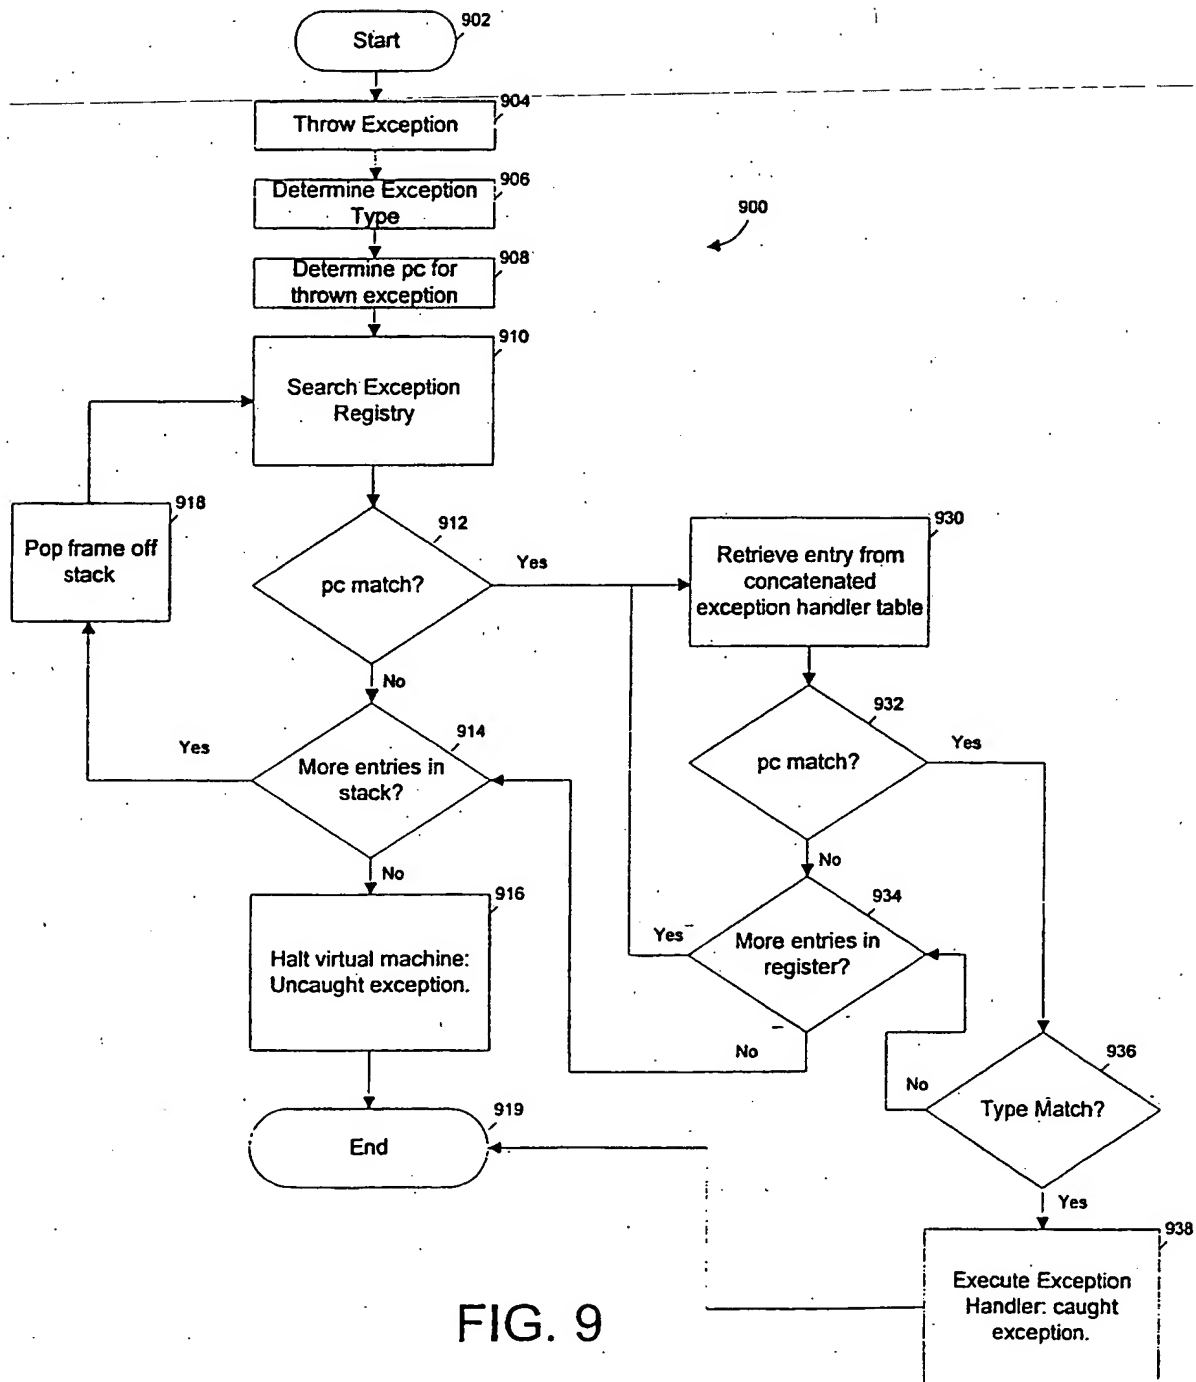 902
Start
904
Throw Exception
906
Determine Exception
Type
900
908
Determine pc for
thrown exception
910
Search Exception
Registry
918
Pop frame off
stack
912
pc match?
Yes
No
930
Retrieve entry from
concatenated
exception handler table
932
pc match?
Yes
No
914
Yes
More entries in
stack?
No
934
Yes
More entries in
register?
No
916
Halt virtual machine:
Uncaught exception.
936
No
Type Match?
Yes
919
End
938
Execute Exception
Handler: caught
exception.
FIG. 9